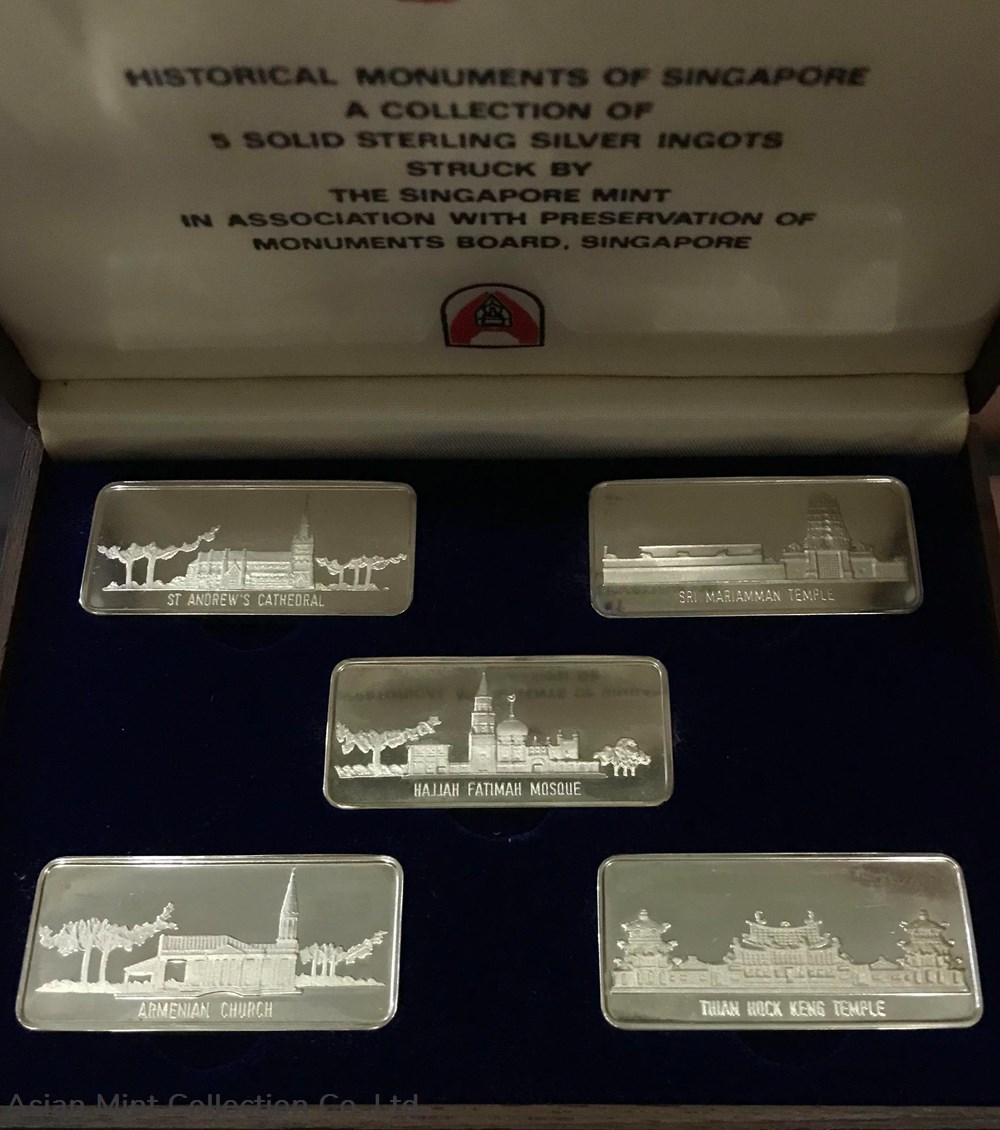 HISTORICAL MONUMENTS OF SINGAPORE
A COLLECTION OF
5 SOLID STERLING SILVER INGOTS
STRUCK BY
THE SINGAPORE MINT
IN ASSOCIATION WITH PRESERVATION OF
MONUMENTS BOARD, SINGAPORE
ST ANDREW'S CATHEDRAL
SRI MARIAMMAN TEMPLE
HAJJAH FATIMAH MOSQUE
ARMENIAN CHURCH
THIAN HOCK KENG TEMPLE
Asian Mint Collection Co. Ltd